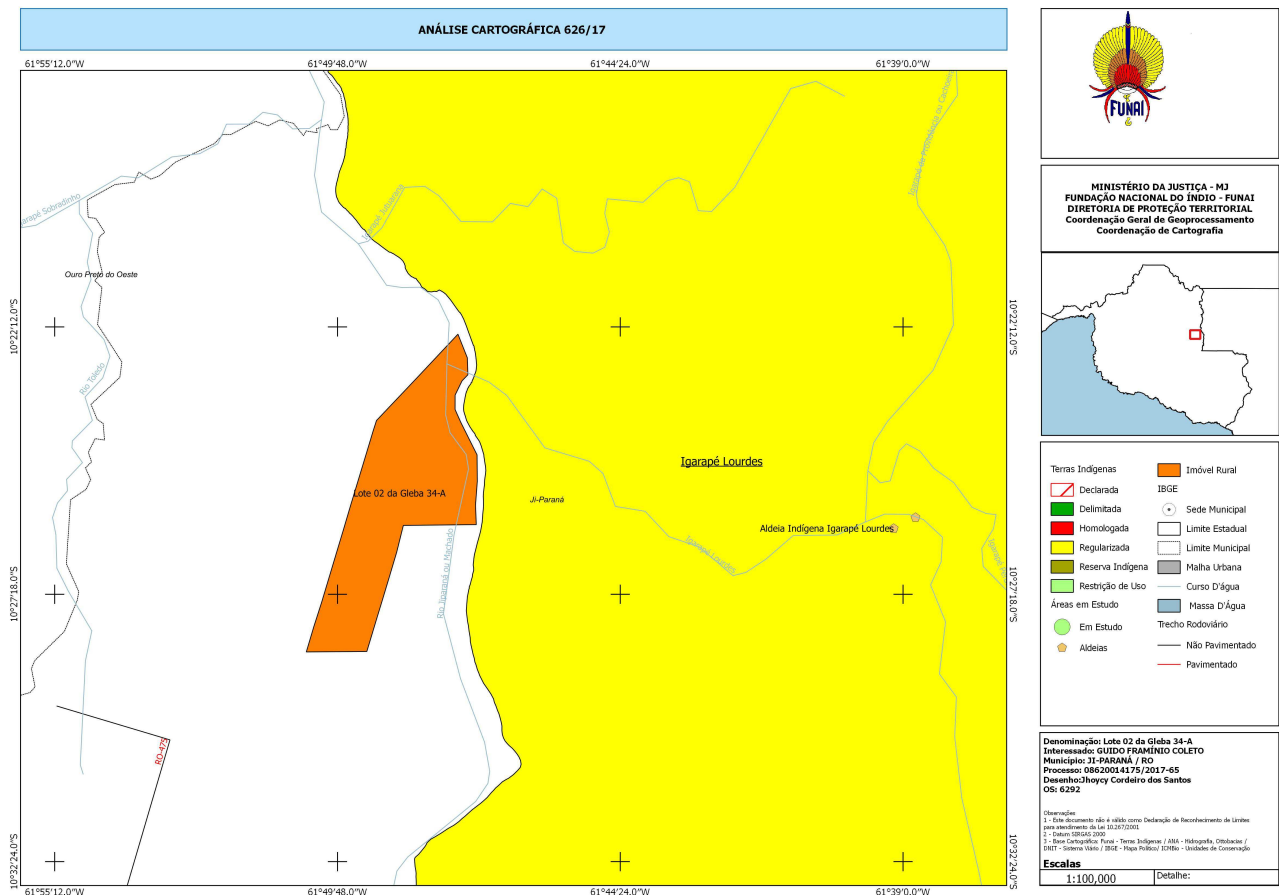 ANÁLISE CARTOGRÁFICA 626/17
61°55'12.0"W
61°49'48.0"W
61°44'24.0"W
61°39'0.0"W
Igarapé da Providência ou Cachoeira
Igarapé Jutuarana
Igarapé Sobradinho
Ouro Preto do Oeste
10°22'12.0"S
10°22'12.0"S
Rio Toledo
Igarapé Lourdes
Lote 02 da Gleba 34-A
Ji-Paraná
Aldeia Indígena Igarapé Lourdes
Igarapé Lourdes
Rio Jiparaná ou Machado
Igarapé
10°27'18.0"S
10°27'18.0"S
RO-475
10°32'24.0"S
10°32'24.0"S
61°55'12.0"W
61°49'48.0"W
61°44'24.0"W
61°39'0.0"W
FUNAI
MINISTÉRIO DA JUSTIÇA - MJ
FUNDAÇÃO NACIONAL DO ÍNDIO - FUNAI
DIRETORIA DE PROTEÇÃO TERRITORIAL
Coordenação Geral de Geoprocessamento
Coordenação de Cartografia
Terras Indígenas
Declarada
Delimitada
Homologada
Regularizada
Reserva Indígena
Restrição de Uso
Áreas em Estudo
Em Estudo
Aldeias
Imóvel Rural
IBGE
Sede Municipal
Limite Estadual
Limite Municipal
Malha Urbana
Curso D'água
Massa D'Água
Trecho Rodoviário
Não Pavimentado
Pavimentado
Denominação: Lote 02 da Gleba 34-A
Interessado: GUIDO FRAMÍNIO COLETO
Município: JI-PARANÁ / RO
Processo: 08620014175/2017-65
Desenho:Jhoycy Cordeiro dos Santos
OS: 6292
Observações
1 - Este documento não é válido como Declaração de Reconhecimento de Limites
para atendimento da Lei 10.267/2001
2 - Datum SIRGAS 2000
3 - Base Cartográfica: Funai - Terras Indígenas / ANA - Hidrografia, Ottobacias /
DNIT - Sistema Viário / IBGE - Mapa Político/ ICMBio - Unidades de Conservação
Escalas
1:100,000
Detalhe: